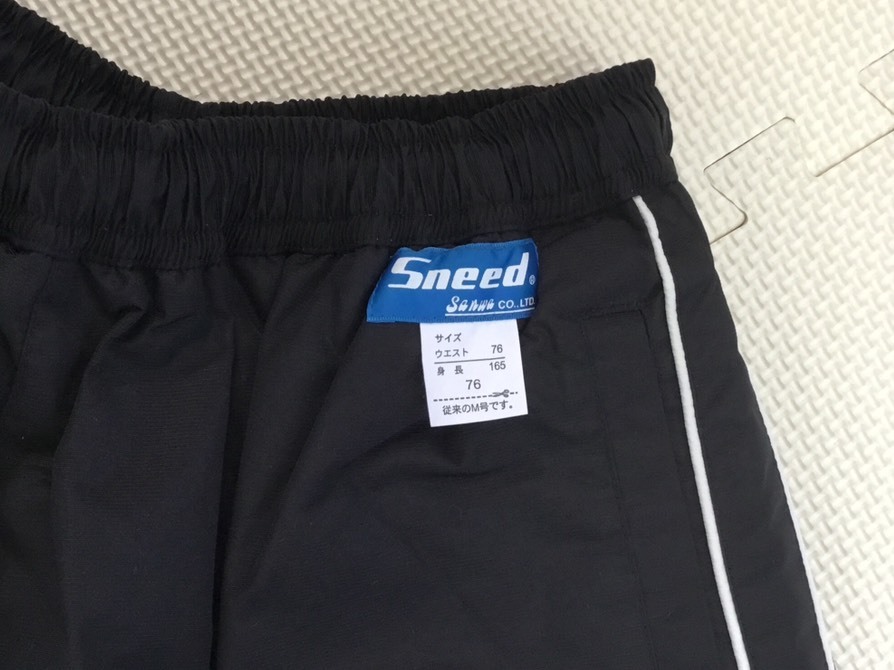 Sneed®
Sanwa CO.,LTD.
サイズ
ウエスト 76
身長 165
76
従来のM号です。